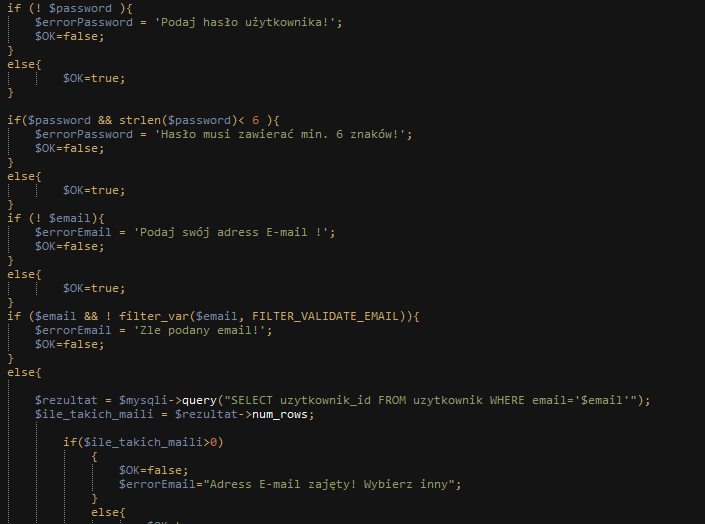 if (! $password ){
$errorPassword = 'Podaj hasło użytkownika!';
$OK=false;
}
else{
$OK=true;
}
if($password && strlen($password)< 6 ){
$errorPassword = 'Hasło musi zawierać min. 6 znaków!';
$OK=false;
}
else{
$OK=true;
}
if (! $email){
$errorEmail = 'Podaj swój adress E-mail !';
$OK=false;
}
else{
$OK=true;
}
if ($email && ! filter_var($email, FILTER_VALIDATE_EMAIL)){
$errorEmail = 'Zle podany email!';
$OK=false;
}
else{
$rezultat = $mysqli->query("SELECT uzytkownik_id FROM uzytkownik WHERE email='$email'");
$ile_takich_maili = $rezultat->num_rows;
if($ile_takich_maili>0)
{
$OK=false;
$errorEmail="Adress E-mail zajęty! Wybierz inny";
}
else{